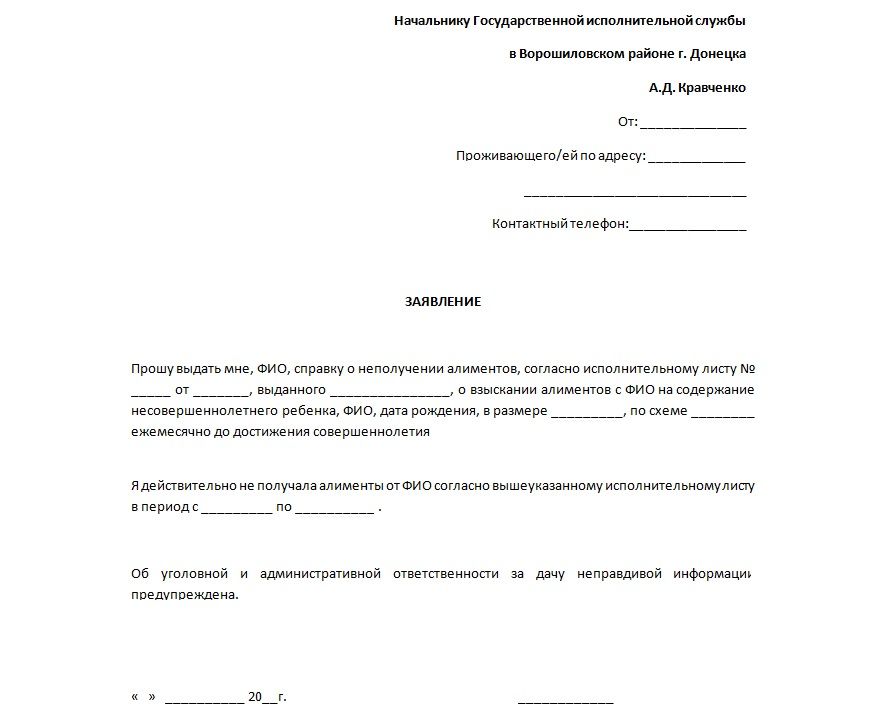 Начальнику Государственной исполнительной службы
в Ворошиловском районе г. Донецка
А.Д. Кравченко
От: ______________
Проживающего/ей по адресу: _____________
_____________________________
Контактный телефон:_______________
ЗАЯВЛЕНИЕ
Прошу выдать мне, ФИО, справку о неполучении алиментов, согласно исполнительному листу №
_____ от _______, выданного _______________, о взыскании алиментов с ФИО на содержание
несовершеннолетнего ребенка, ФИО, дата рождения, в размере _________, по схеме ________
ежемесячно до достижения совершеннолетия
Я действительно не получала алименты от ФИО согласно вышеуказанному исполнительному листу
в период с _________ по __________ .
Об уголовной и административной ответственности за дачу неправдивой информации
предупреждена.
« » __________ 20__г. ____________